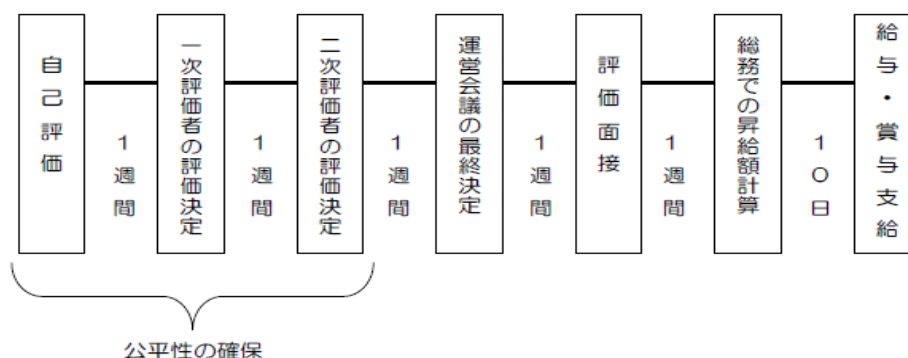 自己評価
1週間
一次評価者の評価決定
1週間
二次評価者の評価決定
1週間
運営会議の最終決定
1週間
評価面接
1週間
総務での昇給額計算
10日
給与・賞与支給
公平性の確保